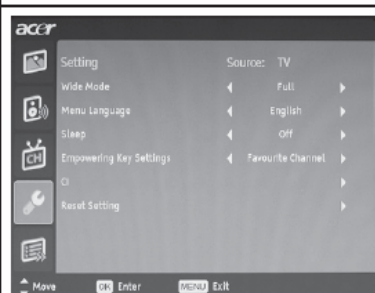 acer
Setting Source: TV
Wide Mode Full
Menu Language English
Sleep Off
Empowering Key Settings Favourite Channel
CI
Reset Setting
CH
Move OK Enter MENU Exit